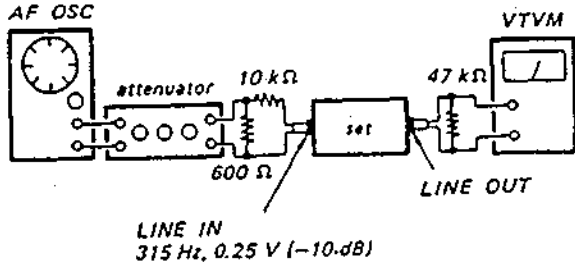 AF OSC
VTVM
attenuator
10 kΩ
47 kΩ
set
600 Ω
LINE OUT
LINE IN
315 Hz, 0.25 V (−10.dB)